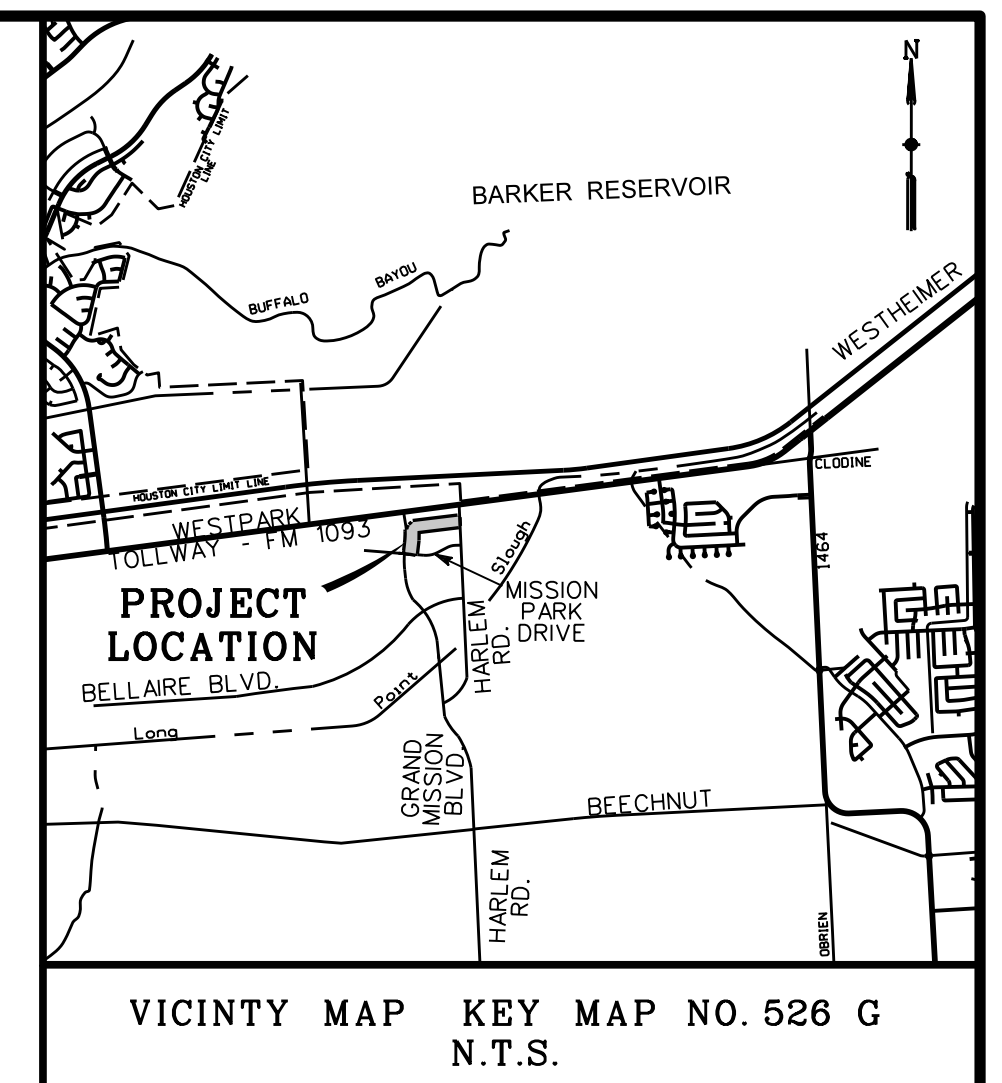 N
HOUSTON CITY LIMIT
LINE
BARKER RESERVOIR
BUFFALO
BAYOU
WESTHEIMER
CLODINE
HOUSTON CITY LIMIT LINE
WESTPARK
TOLLWAY - FM 1093
Slough
1464
MISSION
PARK
DRIVE
PROJECT
LOCATION
HARLEM
RD.
BELLAIRE BLVD.
Point
Long
GRAND
MISSION
BLVD.
BEECHNUT
HARLEM
RD.
OBRIEN
VICINTY MAP KEY MAP NO. 526 G
N.T.S.